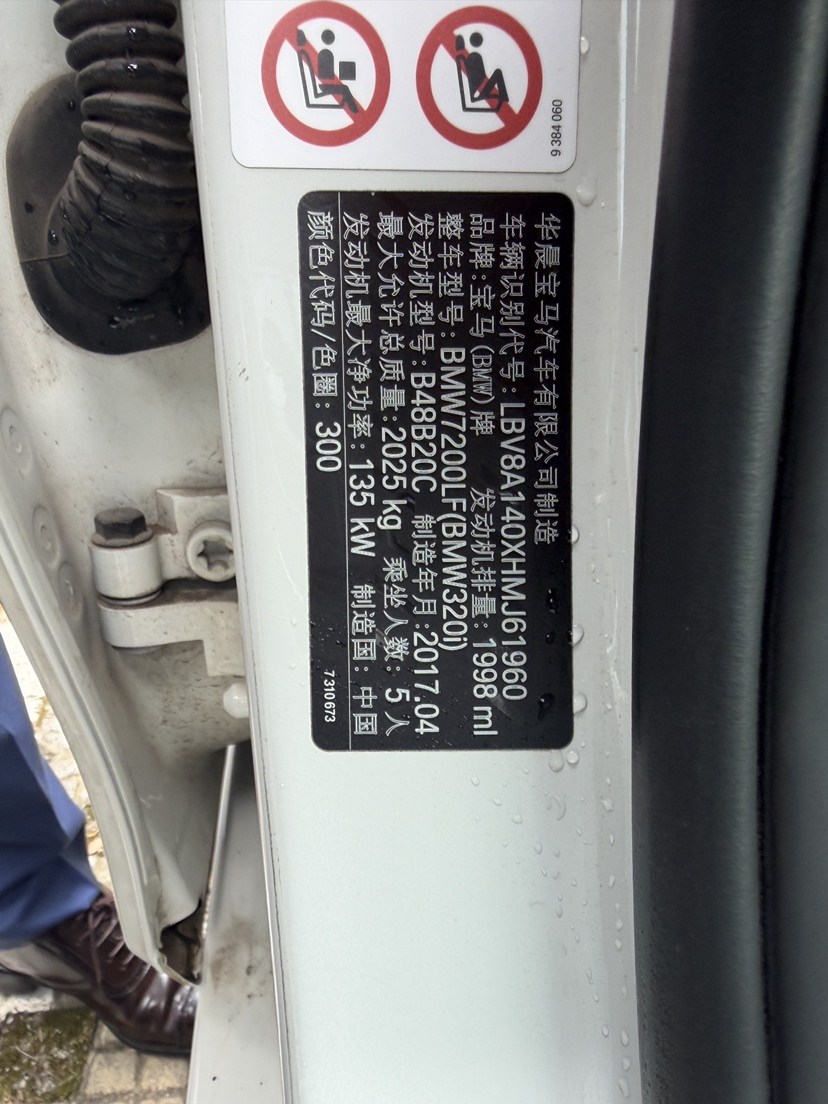 9 384 060
华晨宝马汽车有限公司制造
车辆识别代号: LBV8A140XHMJ61960
品牌: 宝马(BMW)牌 发动机排量: 1998 ml
整车型号: BMW7200LF(BMW320i)
发动机型号: B48B20C 制造年月: 2017.04
最大允许总质量: 2025 kg 乘坐人数: 5 人
发动机最大净功率: 135 kW 制造国: 中国
颜色代码/色圈: 300
7 310 673